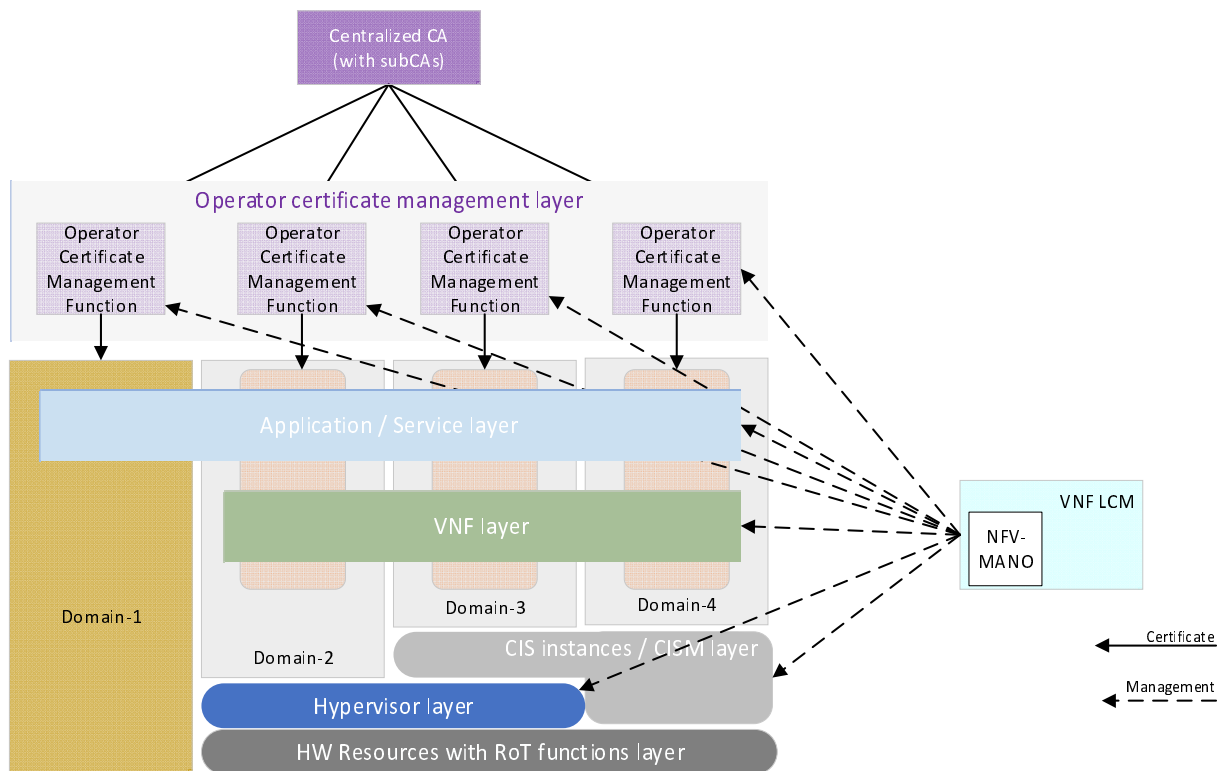 Centralized CA
(with subCAs)
Operator certificate management layer
Operator
Certificate
Management
Function
Operator
Certificate
Management
Function
Operator
Certificate
Management
Function
Operator
Certificate
Management
Function
Application / Service layer
VNF layer
VNF LCM
NFV-
MANO
Domain-1
Domain-2
Domain-3
Domain-4
CIS instances / CISM layer
Hypervisor layer
HW Resources with RoT functions layer
Certificate
Management